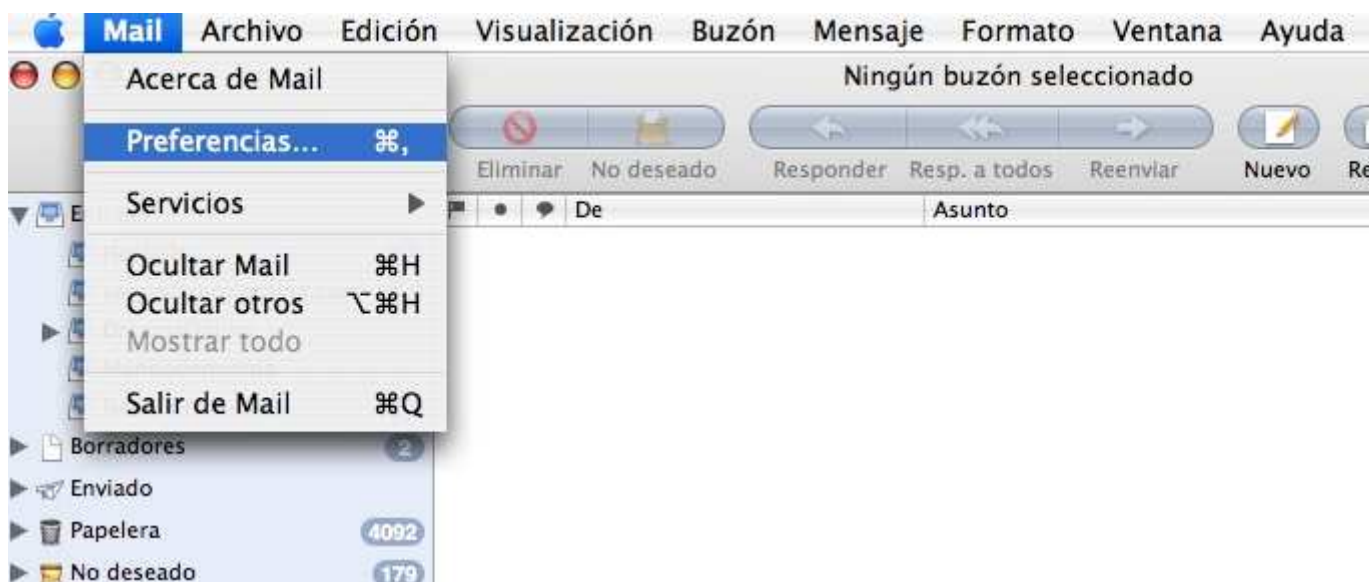 Mail Archivo Edición Visualización Buzón Mensaje Formato Ventana Ayuda
Ningún buzón seleccionado
Acerca de Mail
Preferencias... ⌘,
Servicios
Ocultar Mail ⌘H
Ocultar otros ⌥⌘H
Mostrar todo
Salir de Mail ⌘Q
Eliminar No deseado Responder Resp. a todos Reenviar Nuevo Re
De Asunto
E
Borradores 2
Enviado
Papelera 4092
No deseado 179